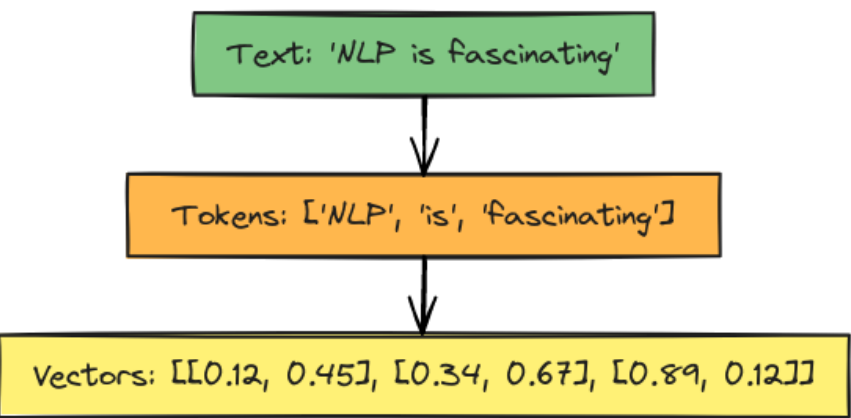 Text: 'NLP is fascinating'
Tokens: ['NLP', 'is', 'fascinating']
Vectors: [[0.12, 0.45], [0.34, 0.67], [0.89, 0.12]]